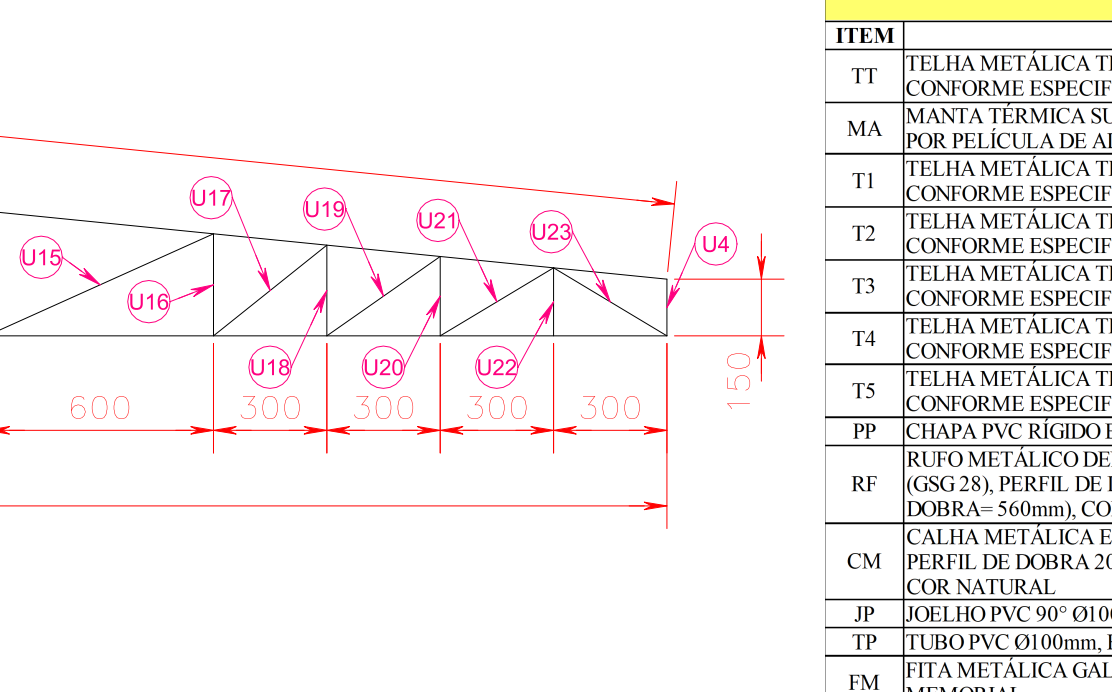 U17
U19
U21
U23
U4
U15
U16
U18
U20
U22
600
300
300
300
300
150
ITEM
TT
TELHA METÁLICA
CONFORME ESPECIF
MA
MANTA TÉRMICA
POR PELÍCULA DE
T1
TELHA METÁLICA
CONFORME ESPECIF
T2
TELHA METÁLICA
CONFORME ESPECIF
T3
TELHA METÁLICA
CONFORME ESPECIF
T4
TELHA METÁLICA
CONFORME ESPECIF
T5
TELHA METÁLICA
CONFORME ESPECIF
PP
CHAPA PVC RÍGIDO
RF
RUFO METÁLICO
(GSG 28), PERFIL DE
DOBRA= 560mm),
CM
CALHA METÁLICA
PERFIL DE DOBRA 20
COR NATURAL
JP
JOELHO PVC 90° Ø100
TP
TUBO PVC Ø100mm,
FM
FITA METÁLICA GAL